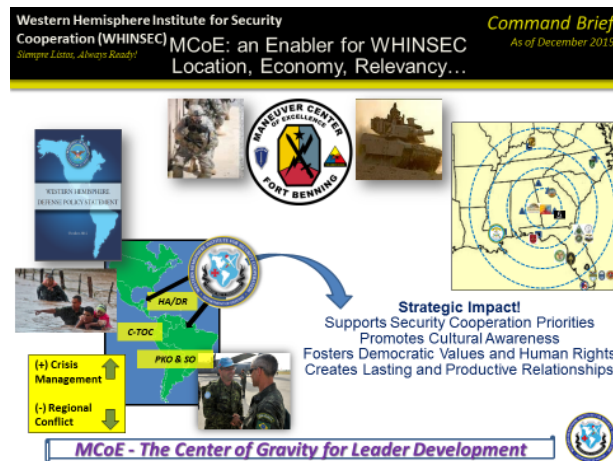 Western Hemisphere Institute for Security
Cooperation (WHINSEC)
Siempre Listos, Always Ready!
MCoE: an Enabler for WHINSEC
Location, Economy, Relevancy…
Command Brief
As of December 2015
MANEUVER CENTER
OF EXCELLENCE
FORT BENNING
WESTERN HEMISPHERE
DEFENSE POLICY STATEMENT
HA/DR
C-TOC
PKO & SO
(+) Crisis
Management
(-) Regional
Conflict
Strategic Impact!
Supports Security Cooperation Priorities
Promotes Cultural Awareness
Fosters Democratic Values and Human Rights
Creates Lasting and Productive Relationships
MCoE - The Center of Gravity for Leader Development